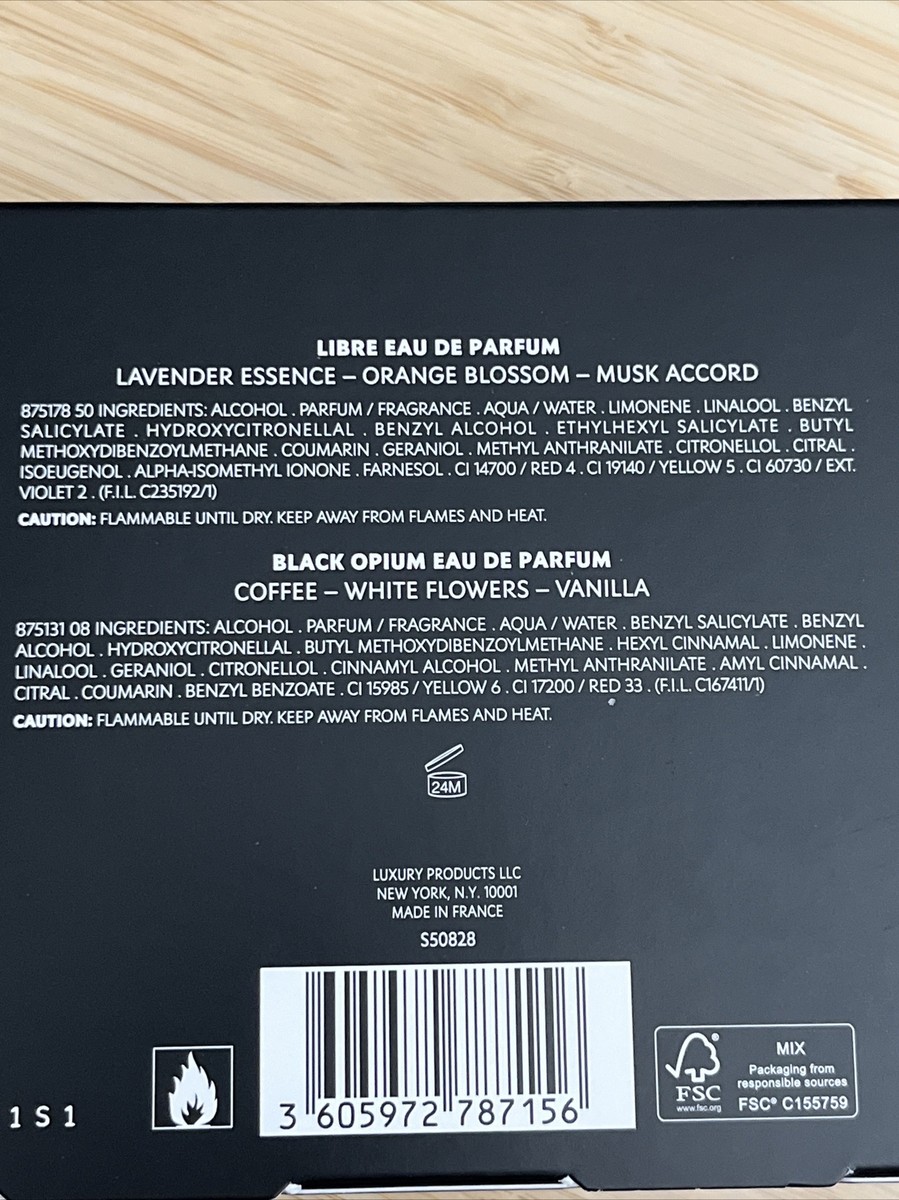 LIBRE EAU DE PARFUM
LAVENDER ESSENCE – ORANGE BLOSSOM – MUSK ACCORD
875178 50 INGREDIENTS: ALCOHOL . PARFUM / FRAGRANCE . AQUA / WATER . LIMONENE . LINALOOL . BENZYL
SALICYLATE . HYDROXYCITRONELLAL . BENZYL ALCOHOL . ETHYLHEXYL SALICYLATE . BUTYL
METHOXYDIBENZOYLMETHANE . COUMARIN . GERANIOL . METHYL ANTHRANILATE . CITRONELLOL . CITRAL .
ISOEUGENOL . ALPHA-ISOMETHYL IONONE . FARNESOL . CI 14700 / RED 4 . CI 19140 / YELLOW 5 . CI 60730 / EXT.
VIOLET 2 . (F.I.L. C235192/1)
CAUTION: FLAMMABLE UNTIL DRY. KEEP AWAY FROM FLAMES AND HEAT.
BLACK OPIUM EAU DE PARFUM
COFFEE – WHITE FLOWERS – VANILLA
875131 08 INGREDIENTS: ALCOHOL . PARFUM / FRAGRANCE . AQUA / WATER . BENZYL SALICYLATE . BENZYL
ALCOHOL . HYDROXYCITRONELLAL . BUTYL METHOXYDIBENZOYLMETHANE . HEXYL CINNAMAL . LIMONENE .
LINALOOL . GERANIOL . CITRONELLOL . CINNAMYL ALCOHOL . METHYL ANTHRANILATE . AMYL CINNAMAL .
CITRAL . COUMARIN . BENZYL BENZOATE . CI 15985 / YELLOW 6 . CI 17200 / RED 33 . (F.I.L. C167411/1)
CAUTION: FLAMMABLE UNTIL DRY. KEEP AWAY FROM FLAMES AND HEAT.
24M
LUXURY PRODUCTS LLC
NEW YORK, N.Y. 10001
MADE IN FRANCE
S50828
1 S 1
3 605972 787156
FSC®
www.fsc.org
MIX
Packaging from
responsible sources
FSC® C155759